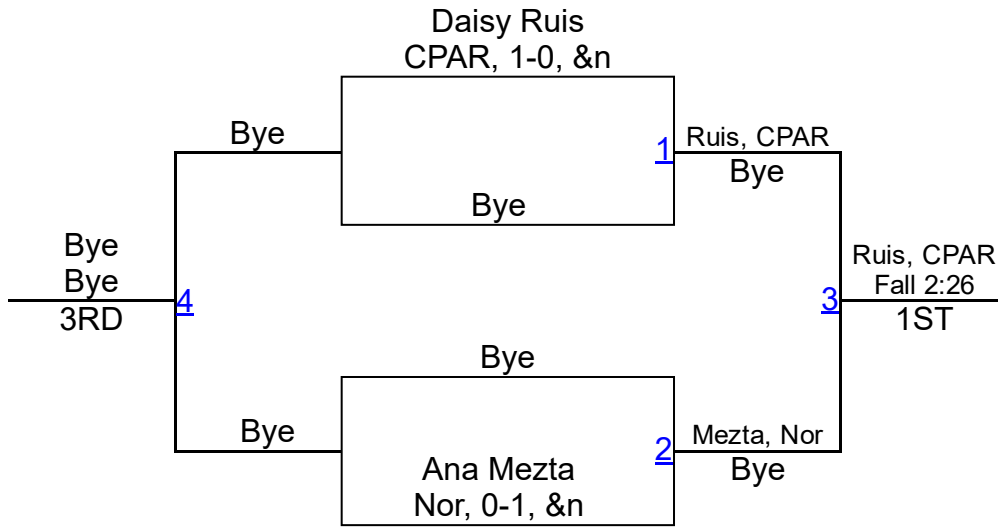 Daisy Ruis
CPAR, 1-0, &n
Bye
1
Ruis, CPAR
Bye
Bye
Bye
Bye
3RD
4
3
Ruis, CPAR
Fall 2:26
1ST
Bye
Bye
2
Mezta, Nor
Bye
Ana Mezta
Nor, 0-1, &n